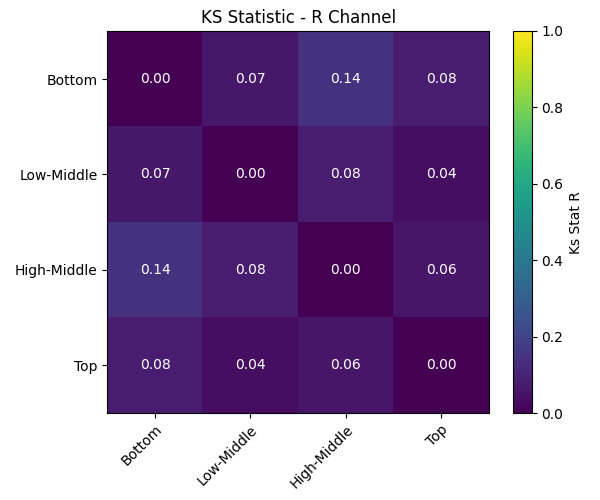 KS Statistic - R Channel
Bottom 0.00 0.07 0.14 0.08
Low-Middle 0.07 0.00 0.08 0.04
High-Middle 0.14 0.08 0.00 0.06
Top 0.08 0.04 0.06 0.00
Bottom Low-Middle High-Middle Top
1.0
0.8
0.6
0.4
0.2
0.0
Ks Stat R